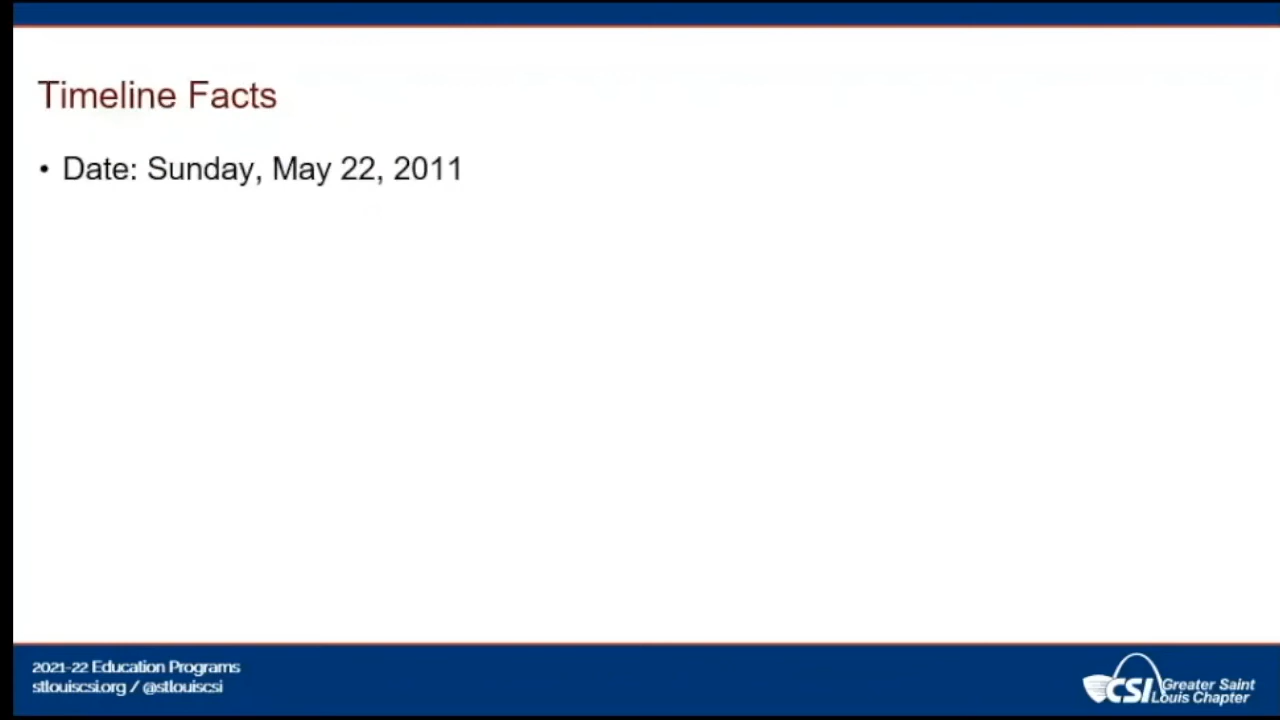 Timeline Facts
• Date: Sunday, May 22, 2011
2021-22 Education Programs
stlouiscsi.org / @stlouiscsi
CSI Greater Saint
Louis Chapter